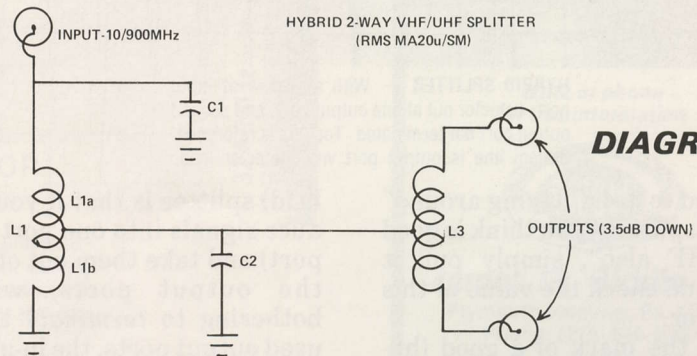 HYBRID 2-WAY VHF/UHF SPLITTER
(RMS MA20u/SM)
INPUT-10/900MHz
C1
DIAGR
L1a
L1
L1b
C2
L3
OUTPUTS (3.5dB DOWN)